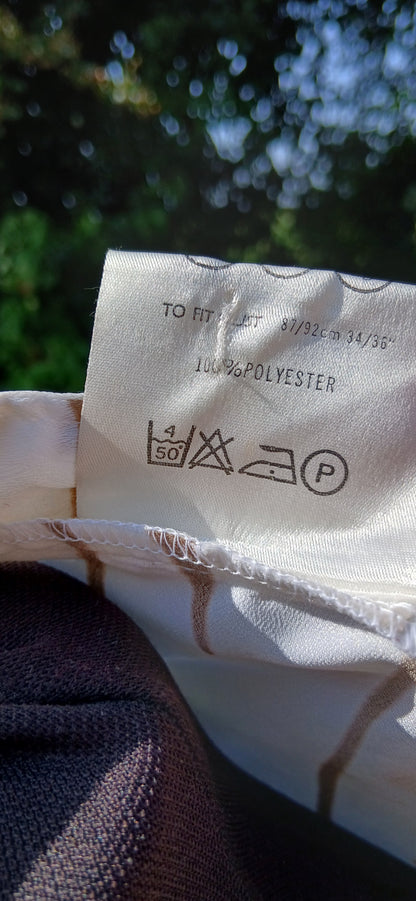 TO FIT 87/92cm 34/36"
100%POLYESTER
4
50 P